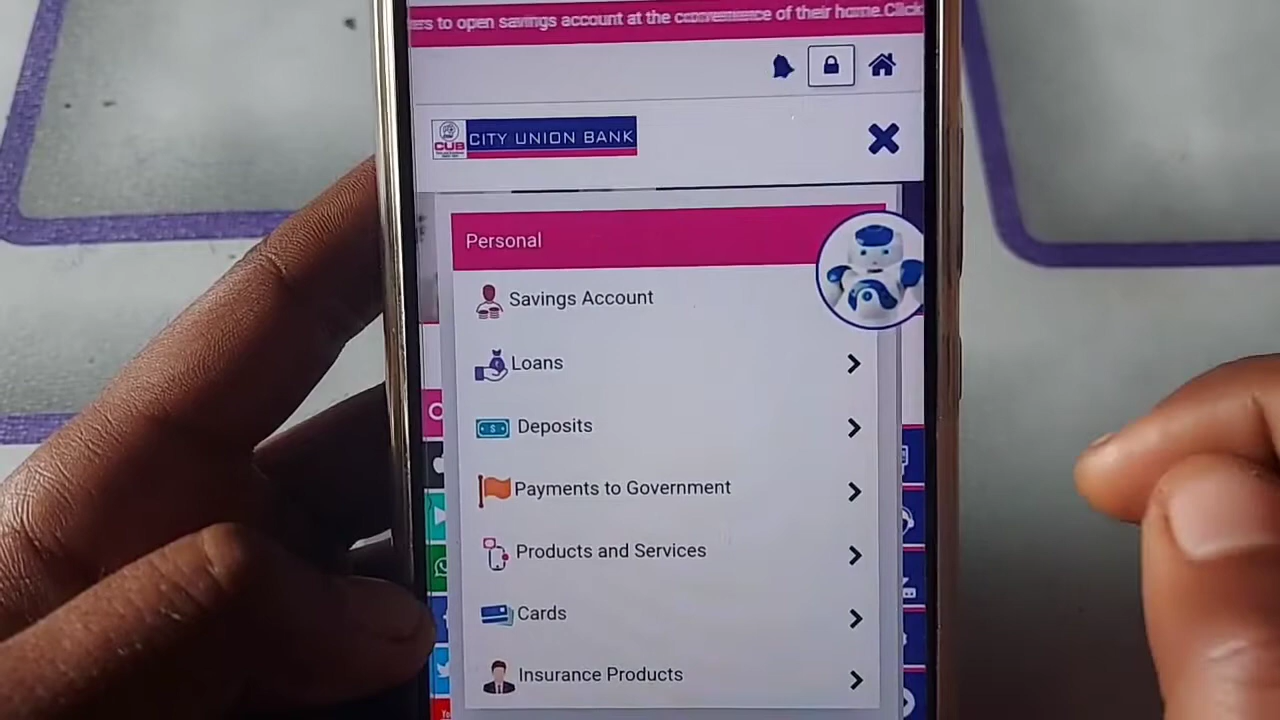 to open savings account at the convenience of their home.Click
CUB
CITY UNION BANK
Personal
Savings Account
Loans
Deposits
Payments to Government
Products and Services
Cards
Insurance Products